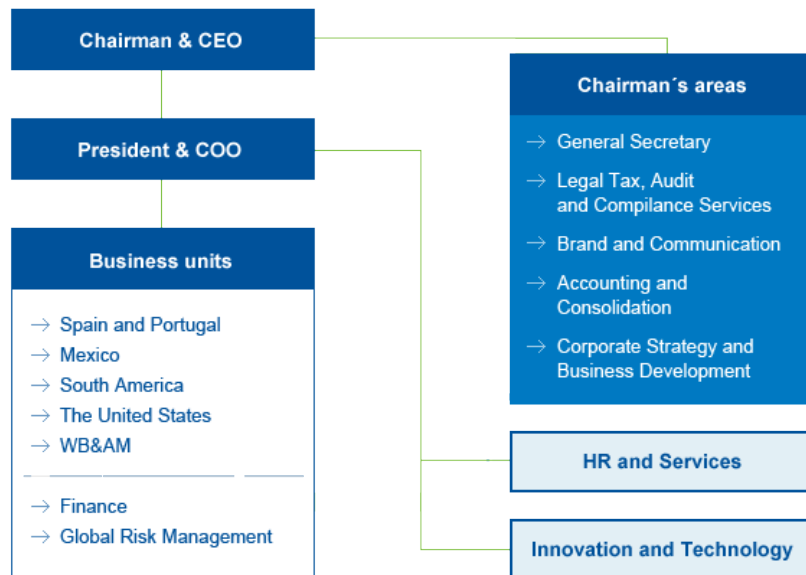 Chairman & CEO
President & COO
Business units
→ Spain and Portugal
→ Mexico
→ South America
→ The United States
→ WB&AM
→ Finance
→ Global Risk Management
Chairman´s areas
→ General Secretary
→ Legal Tax, Audit
and Compilance Services
→ Brand and Communication
→ Accounting and
Consolidation
→ Corporate Strategy and
Business Development
HR and Services
Innovation and Technology